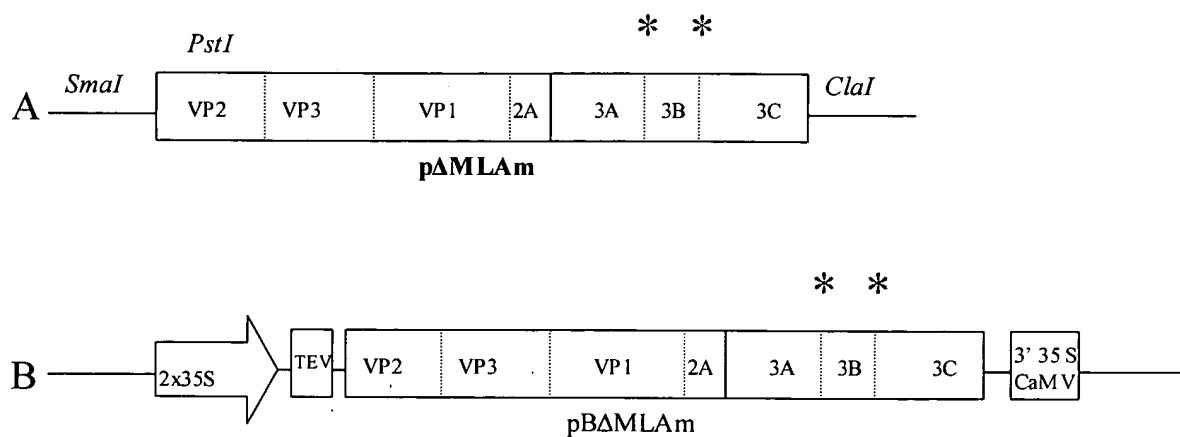 * *
PstI
SmaI
ClaI
A
VP2 VP3 VP1 2A 3A 3B 3C
pΔMLAm
* *
B
2x35S
TEV
VP2 VP3 VP1 2A 3A 3B 3C
3' 35 S
CaMV
pBΔMLAm